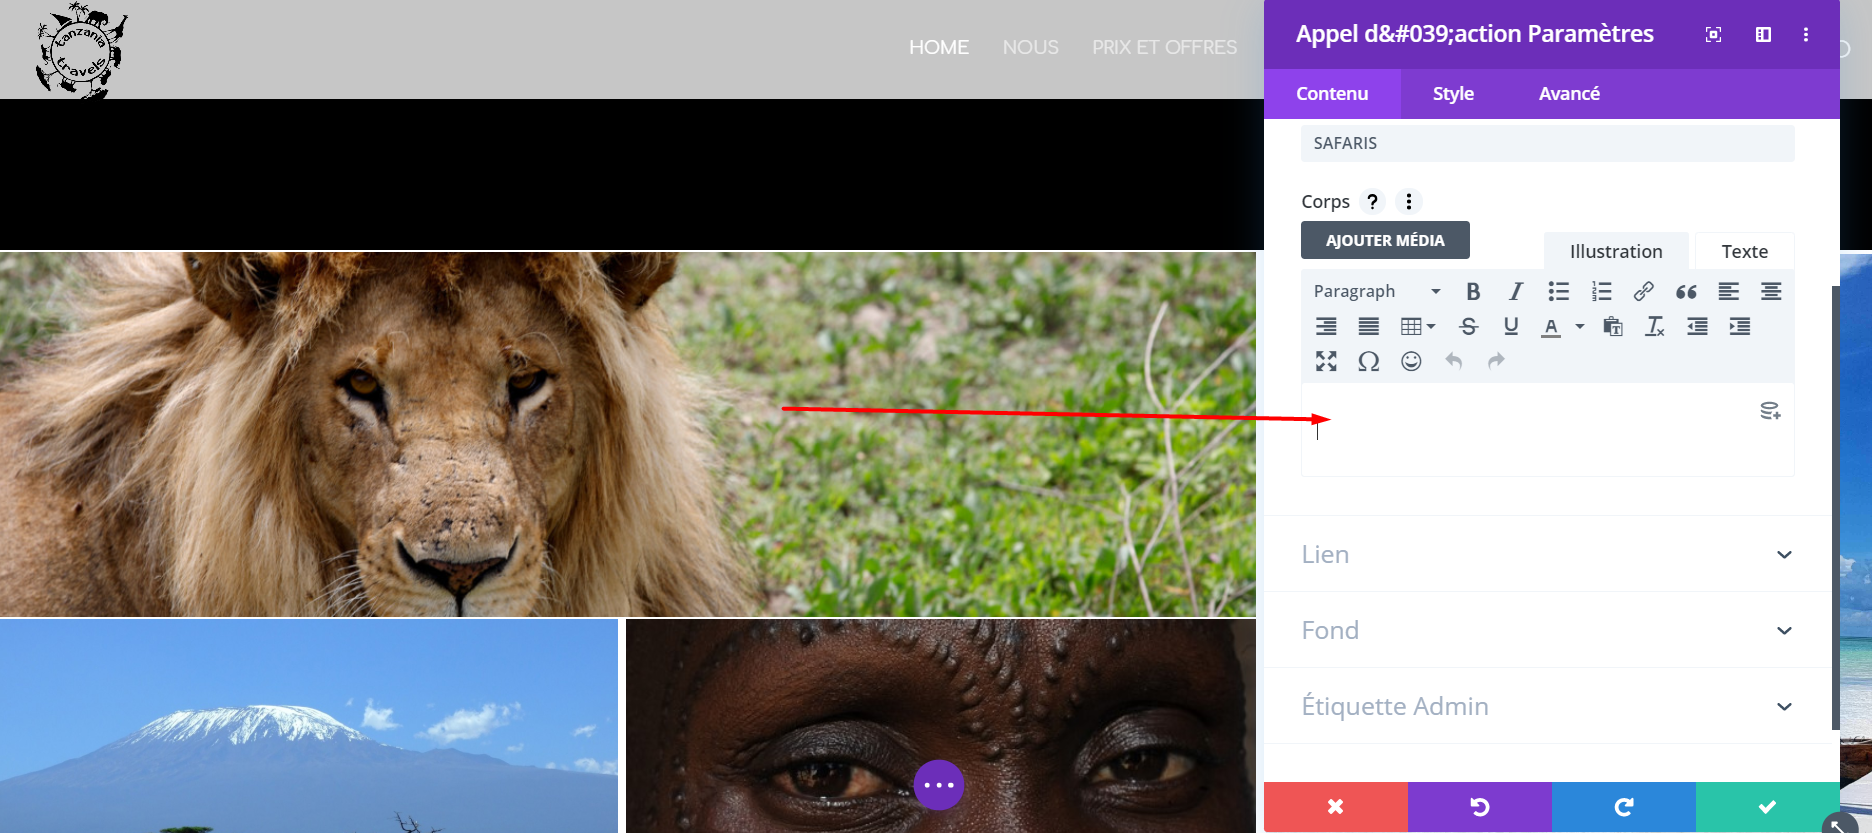 tanzania
travels
HOME
NOUS
PRIX ET OFFRES
Appel d&#039;action Paramètres
Contenu
Style
Avancé
SAFARIS
Corps ?
AJOUTER MÉDIA
Illustration
Texte
Paragraph
Lien
Fond
Étiquette Admin